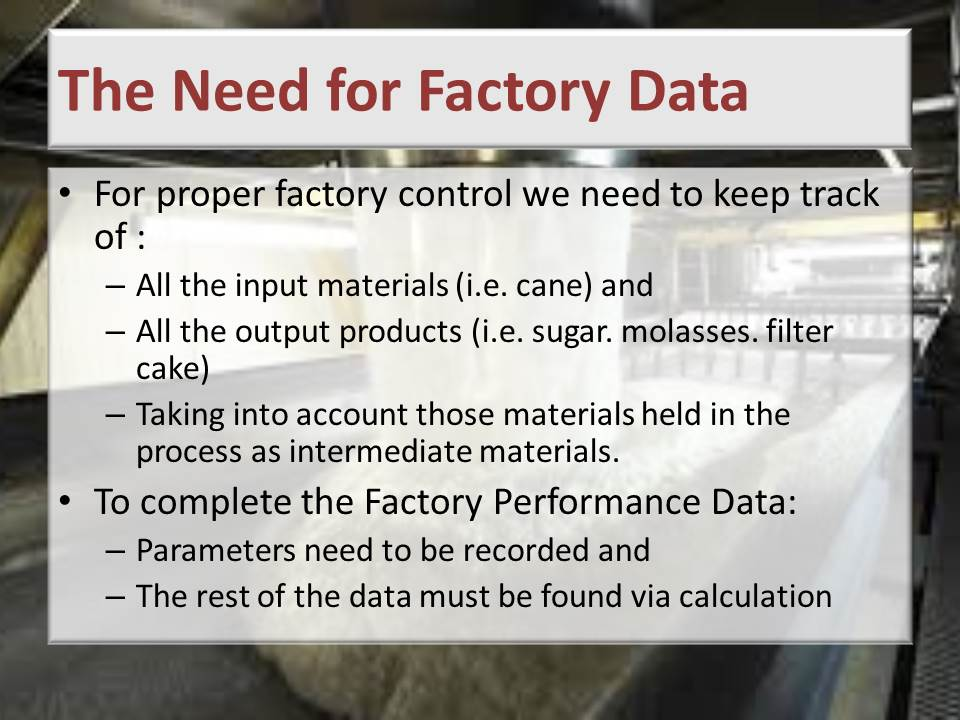 The Need for Factory Data
• For proper factory control we need to keep track
of :
– All the input materials (i.e. cane) and
– All the output products (i.e. sugar. molasses. filter
cake)
– Taking into account those materials held in the
process as intermediate materials.
• To complete the Factory Performance Data:
– Parameters need to be recorded and
– The rest of the data must be found via calculation